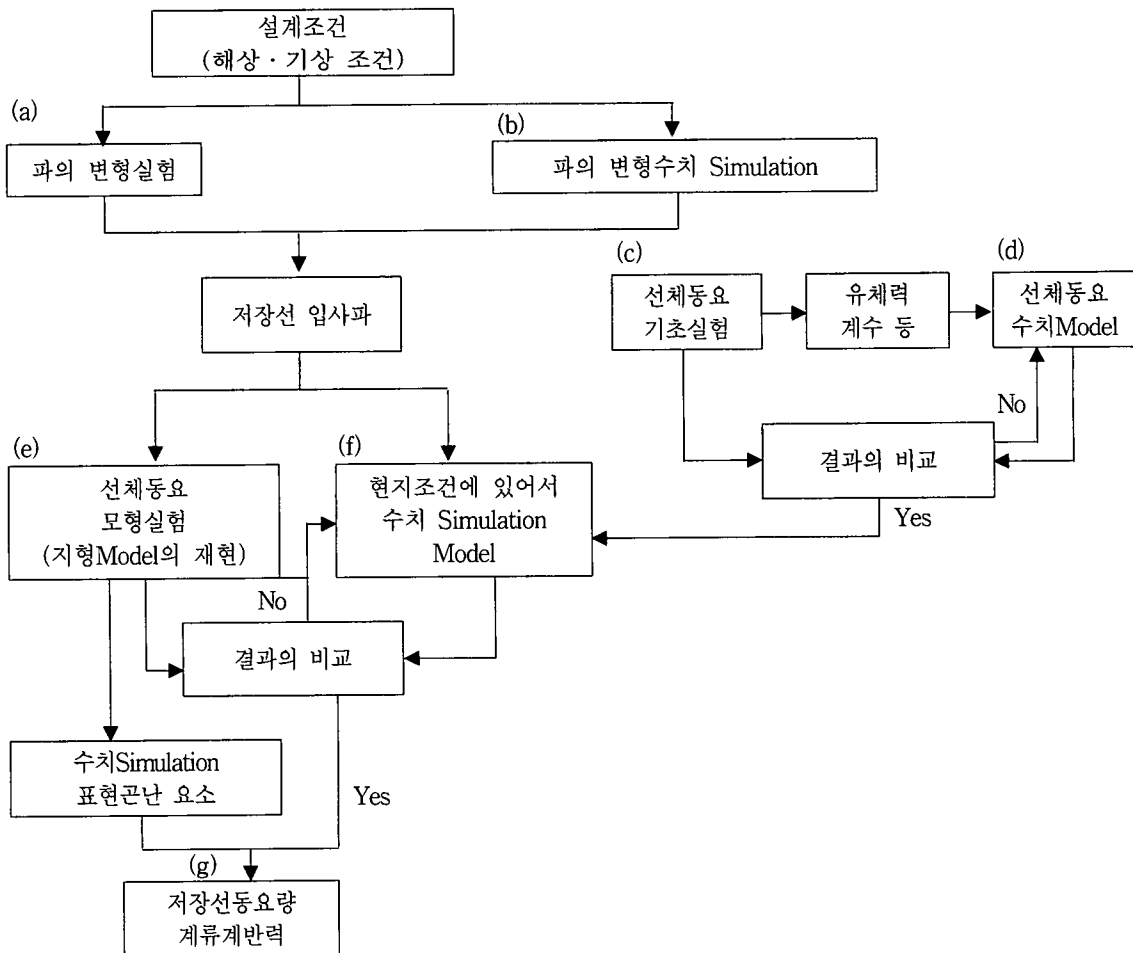 설계조건
(해상 · 기상 조건)
(a)
(b)
파의 변형실험
파의 변형수치 Simulation
(c)
(d)
저장선 입사파
선체동요
기초실험
유체력
계수 등
선체동요
수치Model
No
결과의 비교
Yes
(e)
(f)
선체동요
모형실험
(지형Model의 재현)
현지조건에 있어서
수치 Simulation
Model
No
결과의 비교
수치Simulation
표현곤난 요소
Yes
(g)
저장선동요량
계류계반력